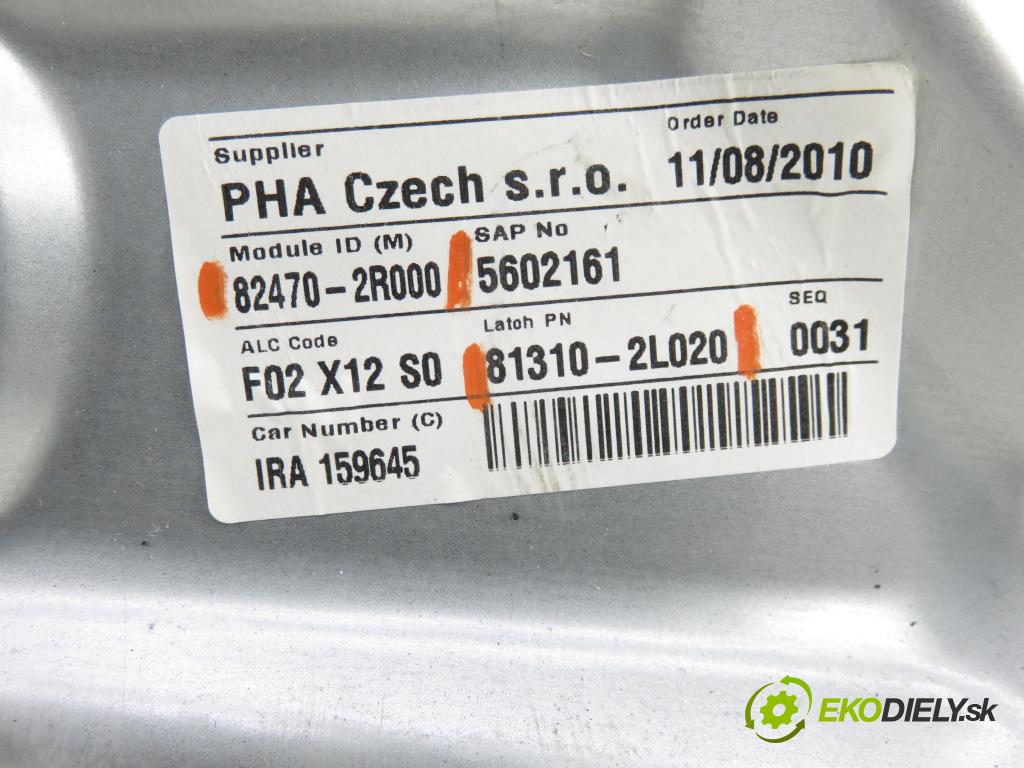 Supplier
Order Date
PHA Czech s.r.o. 11/08/2010
Module ID (M) SAP No
82470-2R000 5602161
ALC Code Latch PN SEQ
F02 X12 S0 81310-2L020 0031
Car Number (C)
IRA 159645
EKODIELY.sk